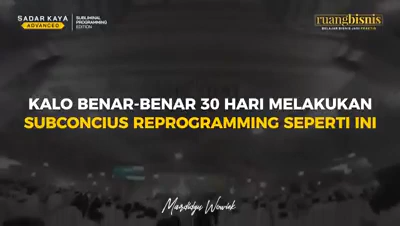 SADAR KAYA
ADVANCED
SUBLIMINAL
PROGRAMMING
EDITION
ruangbisnis
BELAJAR BISNIS JADI PRAKTIS
KALO BENAR-BENAR 30 HARI MELAKUKAN
SUBCONCIUS REPROGRAMMING SEPERTI INI
Mardigu Wowiek